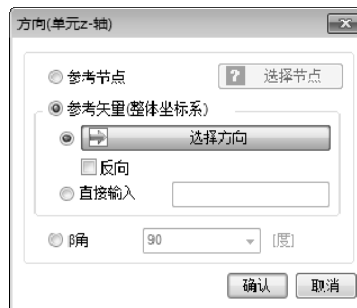 方向(单元z-轴)
参考节点 ? 选择节点
参考矢量(整体坐标系)
选择方向
反向
直接输入
β角 90 [度]
确认 取消